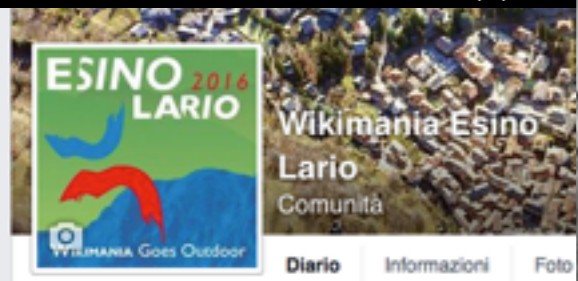 ESINO 2016
LARIO
WIKIMANIA Goes Outdoor
Wikimania Esino
Lario
Comunità
Diario Informazioni Foto